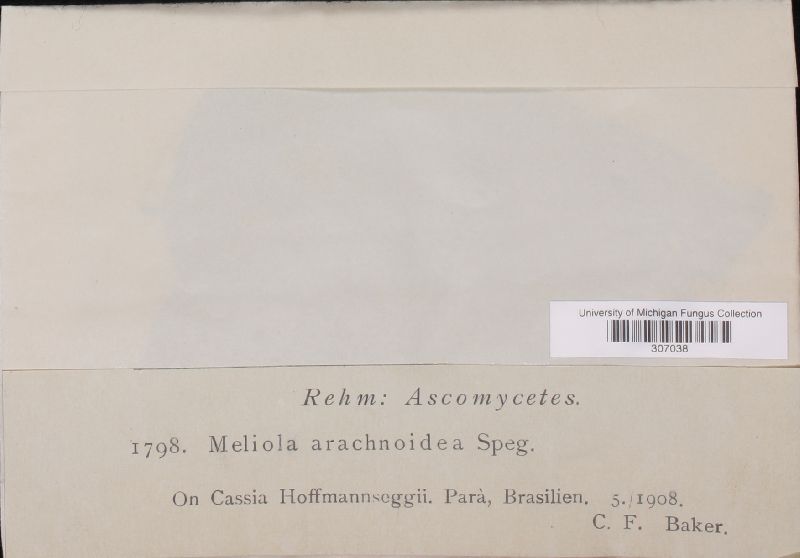 University of Michigan Fungus Collection
307038
Rehm: Ascomycetes.
1798. Meliola arachnoidea Speg.
On Cassia Hoffmannseggii. Parà, Brasilien. 5./1908.
C. F. Baker.